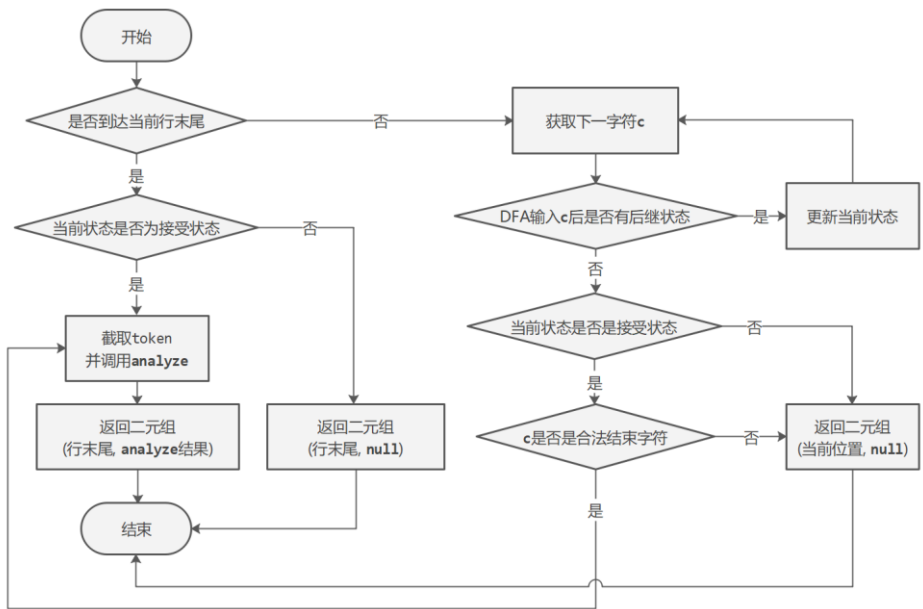 开始
是否到达当前行末尾
否
获取下一字符c
是
当前状态是否为接受状态
否
DFA输入c后是否有后继状态
是
更新当前状态
是
否
截取token
并调用analyze
当前状态是否是接受状态
否
是
返回二元组
(行末尾, analyze结果)
返回二元组
(行末尾, null)
c是否是合法结束字符
否
返回二元组
(当前位置, null)
是
结束